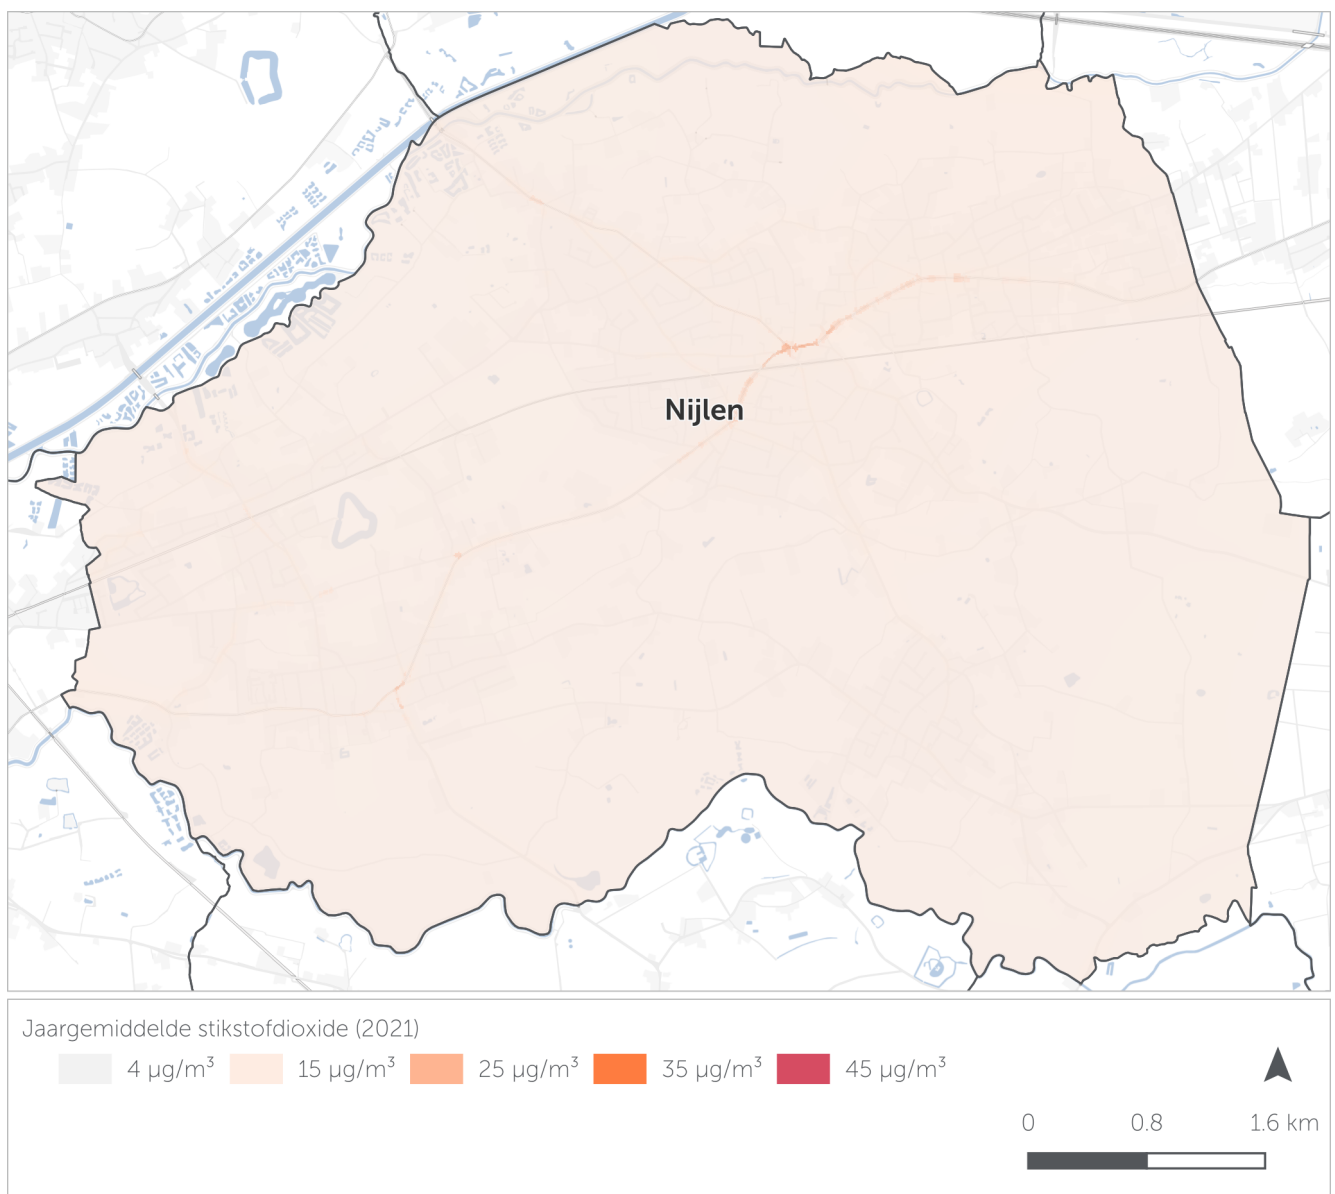 Nijlen
Jaargemiddelde stikstofdioxide (2021)
4 µg/m³ 15 µg/m³ 25 µg/m³ 35 µg/m³ 45 µg/m³
0 0.8 1.6 km